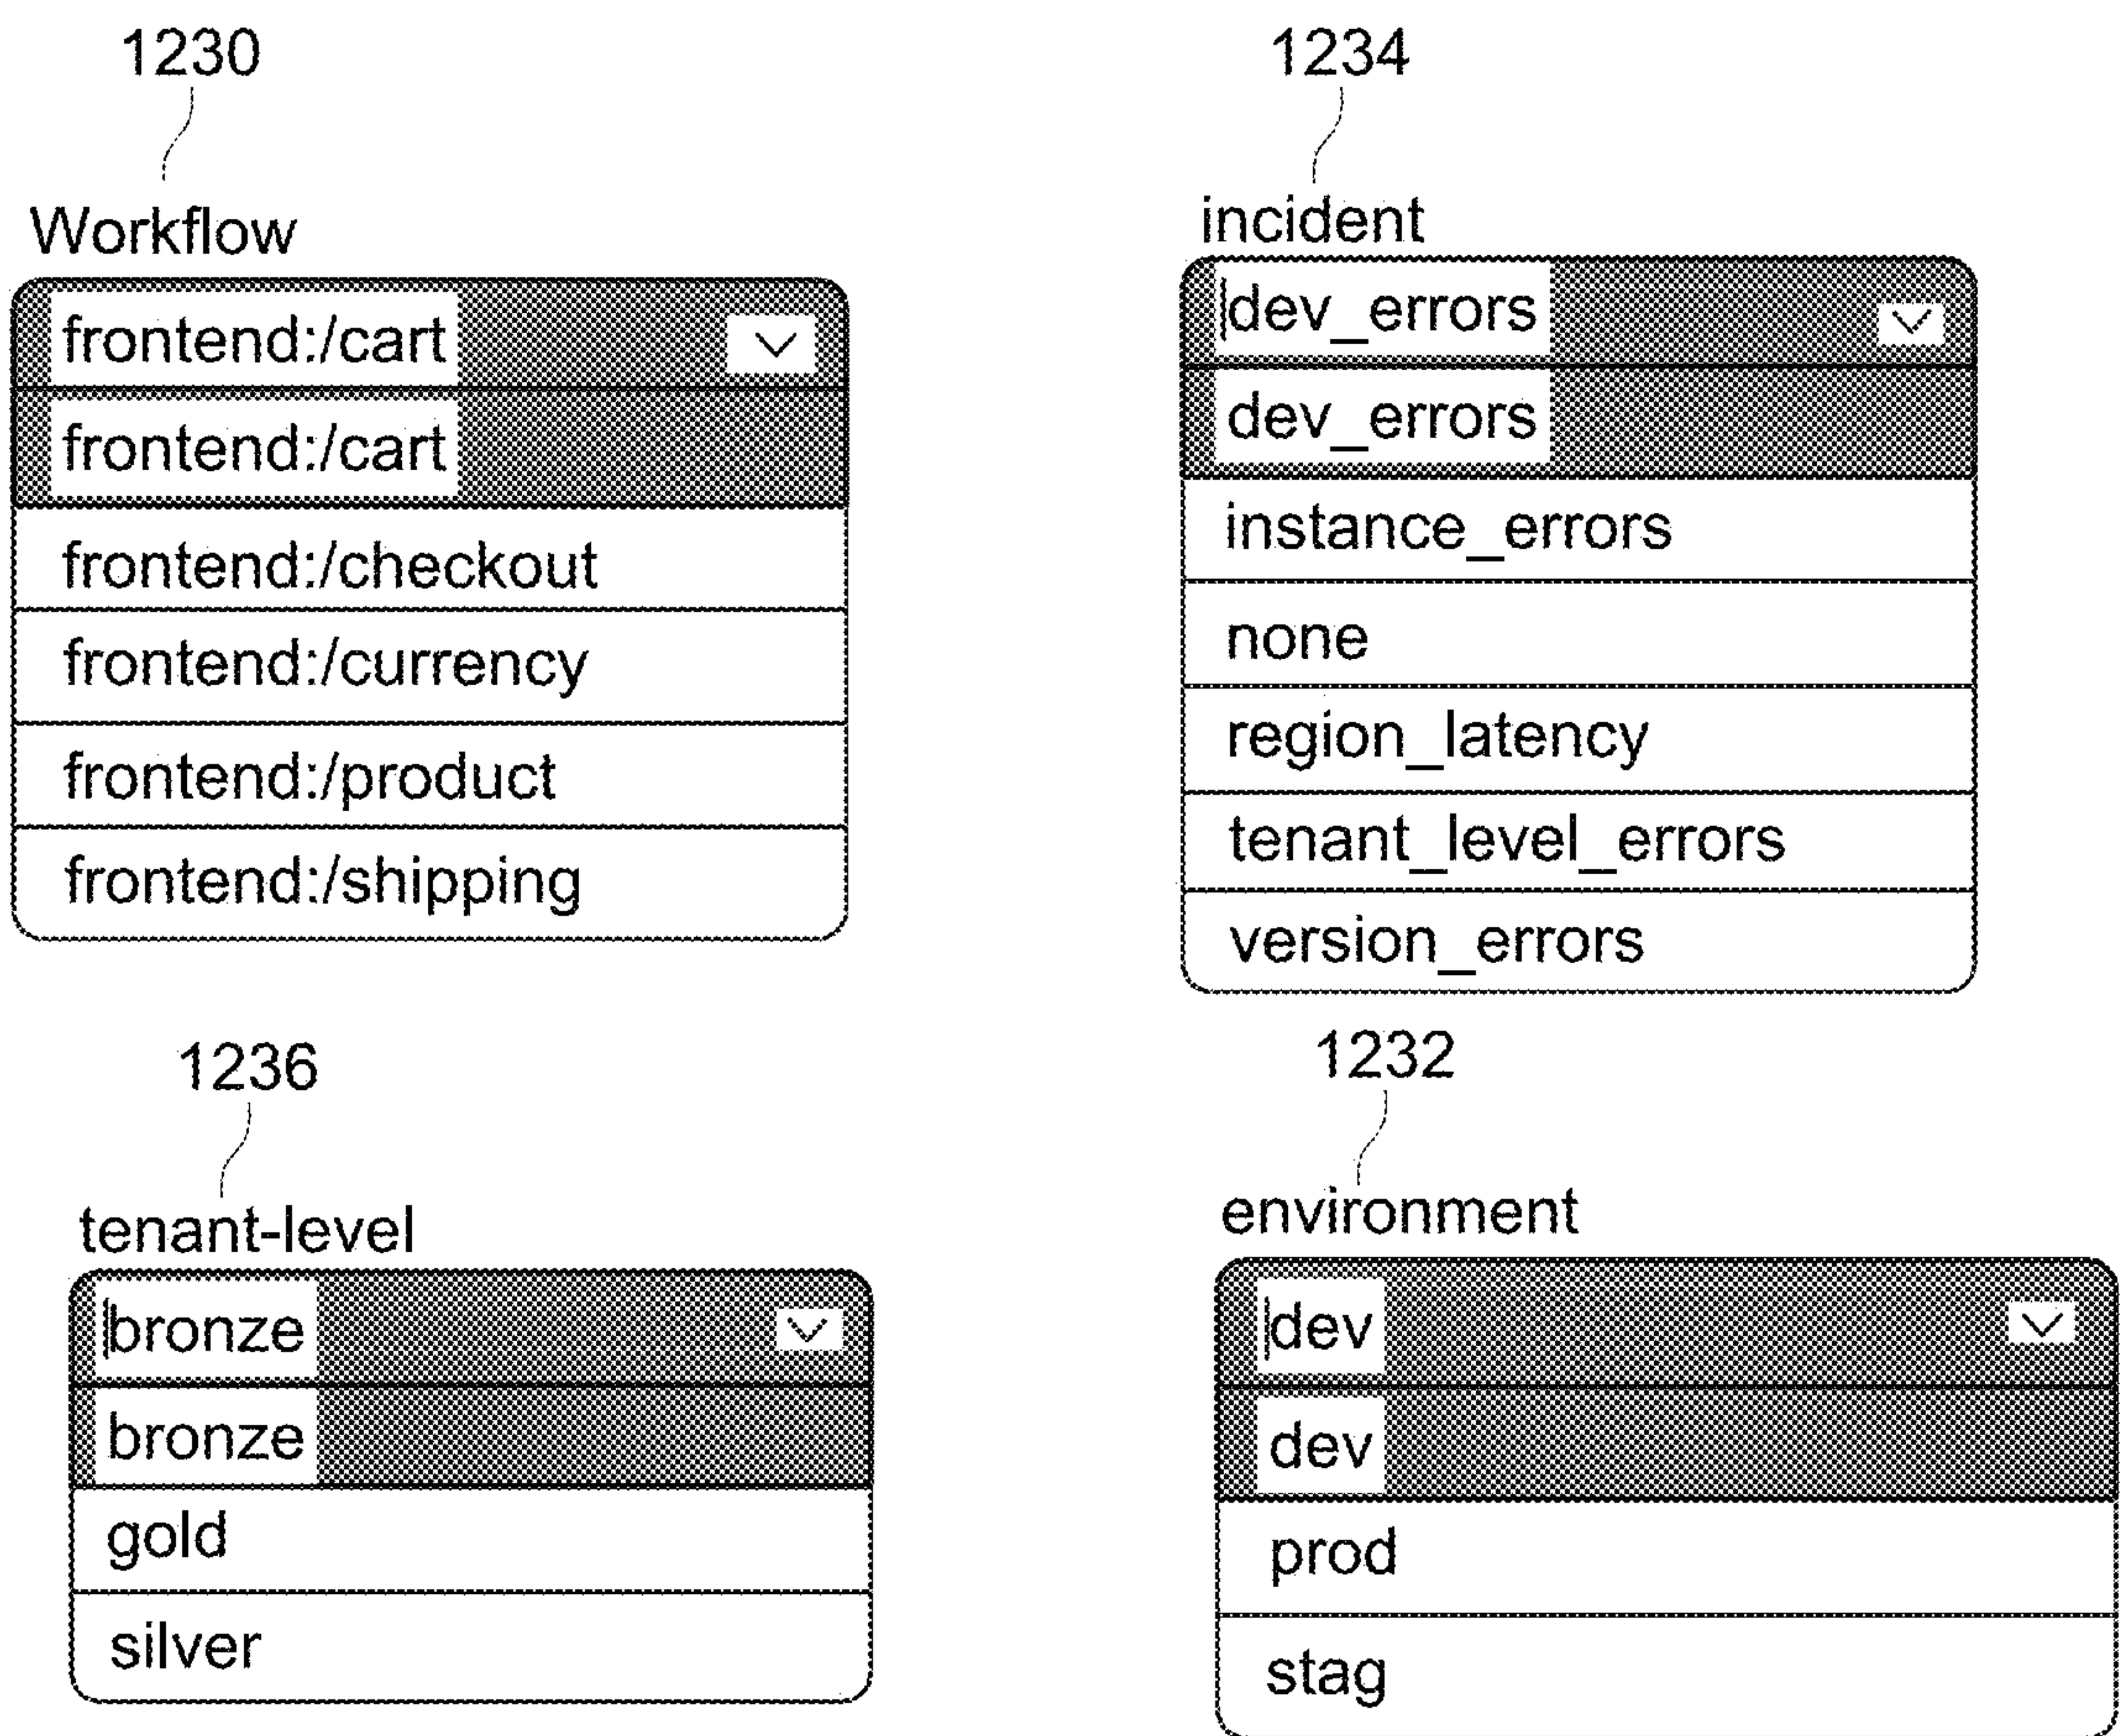 1230
Workflow
frontend:/cart
frontend:/cart
frontend:/checkout
frontend:/currency
frontend:/product
frontend:/shipping
1234
incident
dev_errors
dev_errors
instance_errors
none
region_latency
tenant_level_errors
version_errors
1236
tenant-level
bronze
bronze
gold
silver
1232
environment
dev
dev
prod
stag